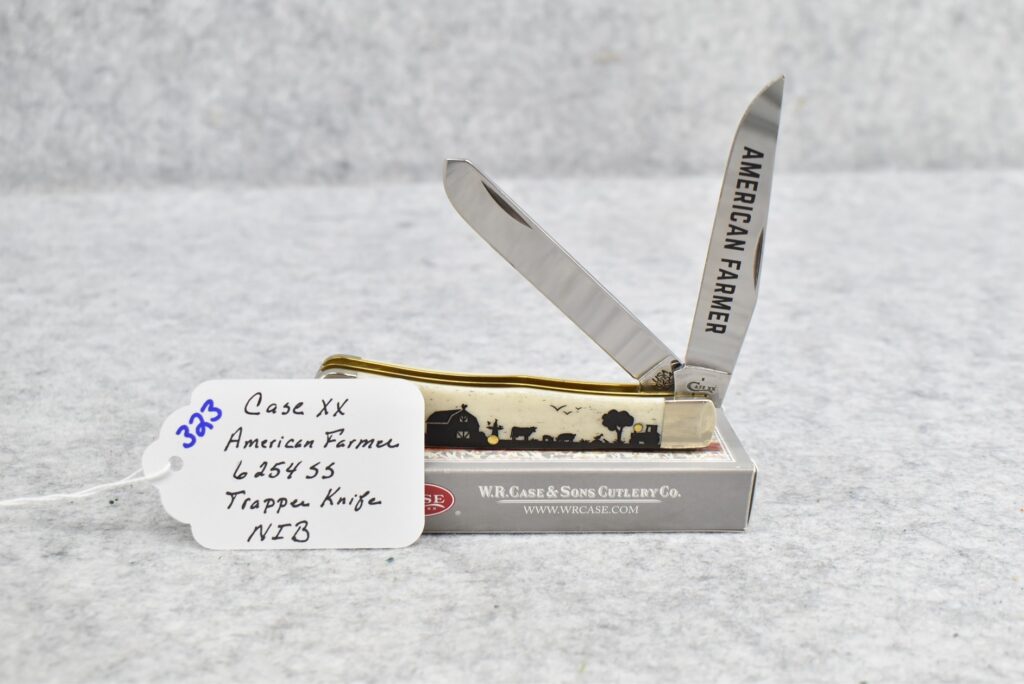 323
Case XX
American Farmer
6254 SS
Trapper Knife
NIB
AMERICAN FARMER
CASE
W.R. CASE & SONS CUTLERY CO.
WWW.WRCASE.COM